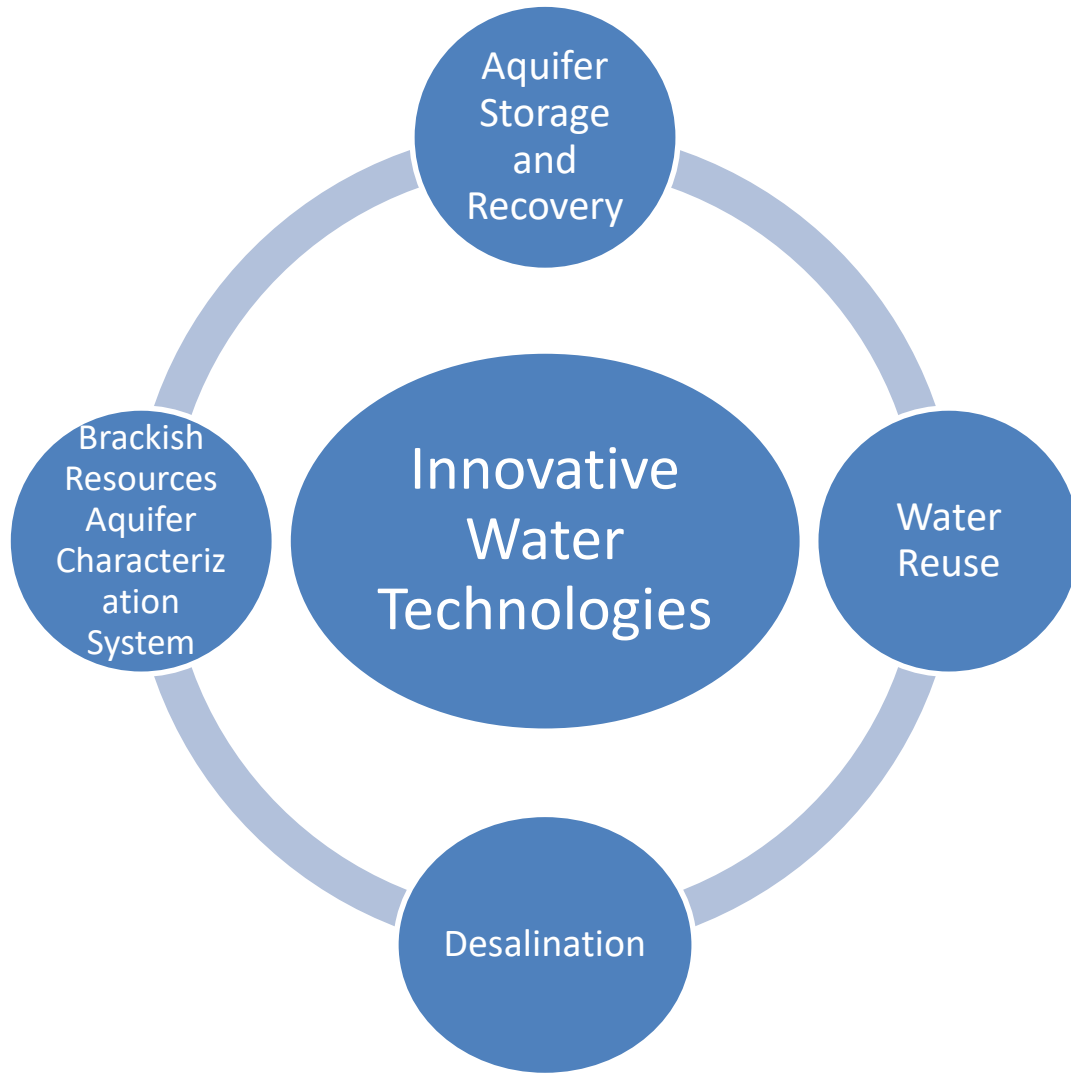 Aquifer
Storage
and
Recovery
Brackish
Resources
Aquifer
Characteriz
ation
System
Innovative
Water
Technologies
Water
Reuse
Desalination